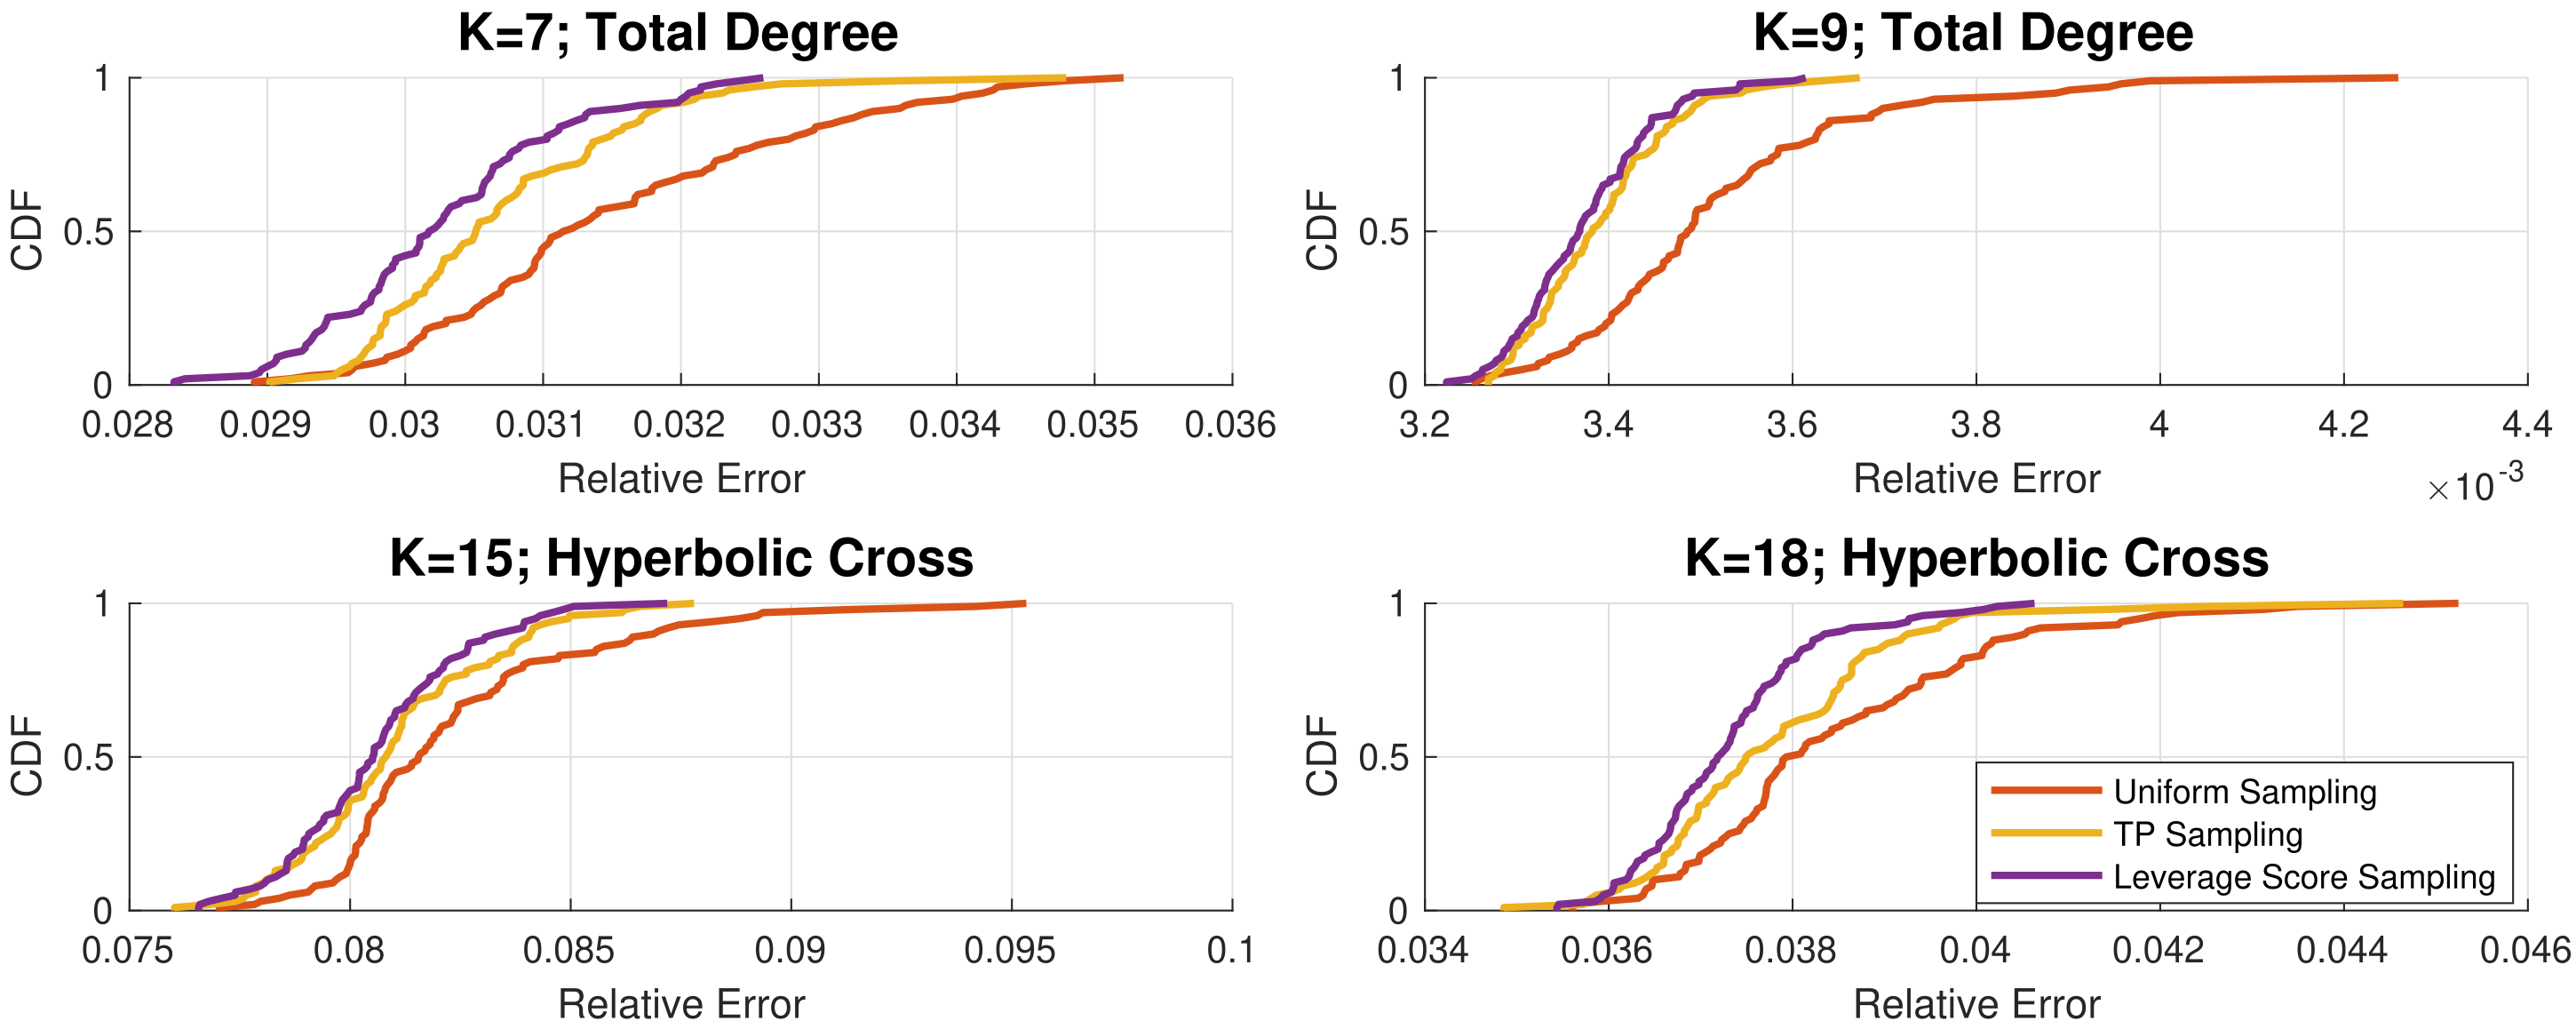 K=7; Total Degree
1
0.5
0
CDF
0.028 0.029 0.03 0.031 0.032 0.033 0.034 0.035 0.036
Relative Error
K=9; Total Degree
1
0.5
0
CDF
3.2 3.4 3.6 3.8 4 4.2 4.4
Relative Error
×10-3
K=15; Hyperbolic Cross
1
0.5
0
CDF
0.075 0.08 0.085 0.09 0.095 0.1
Relative Error
K=18; Hyperbolic Cross
1
0.5
0
CDF
Uniform Sampling
TP Sampling
Leverage Score Sampling
0.034 0.036 0.038 0.04 0.042 0.044 0.046
Relative Error